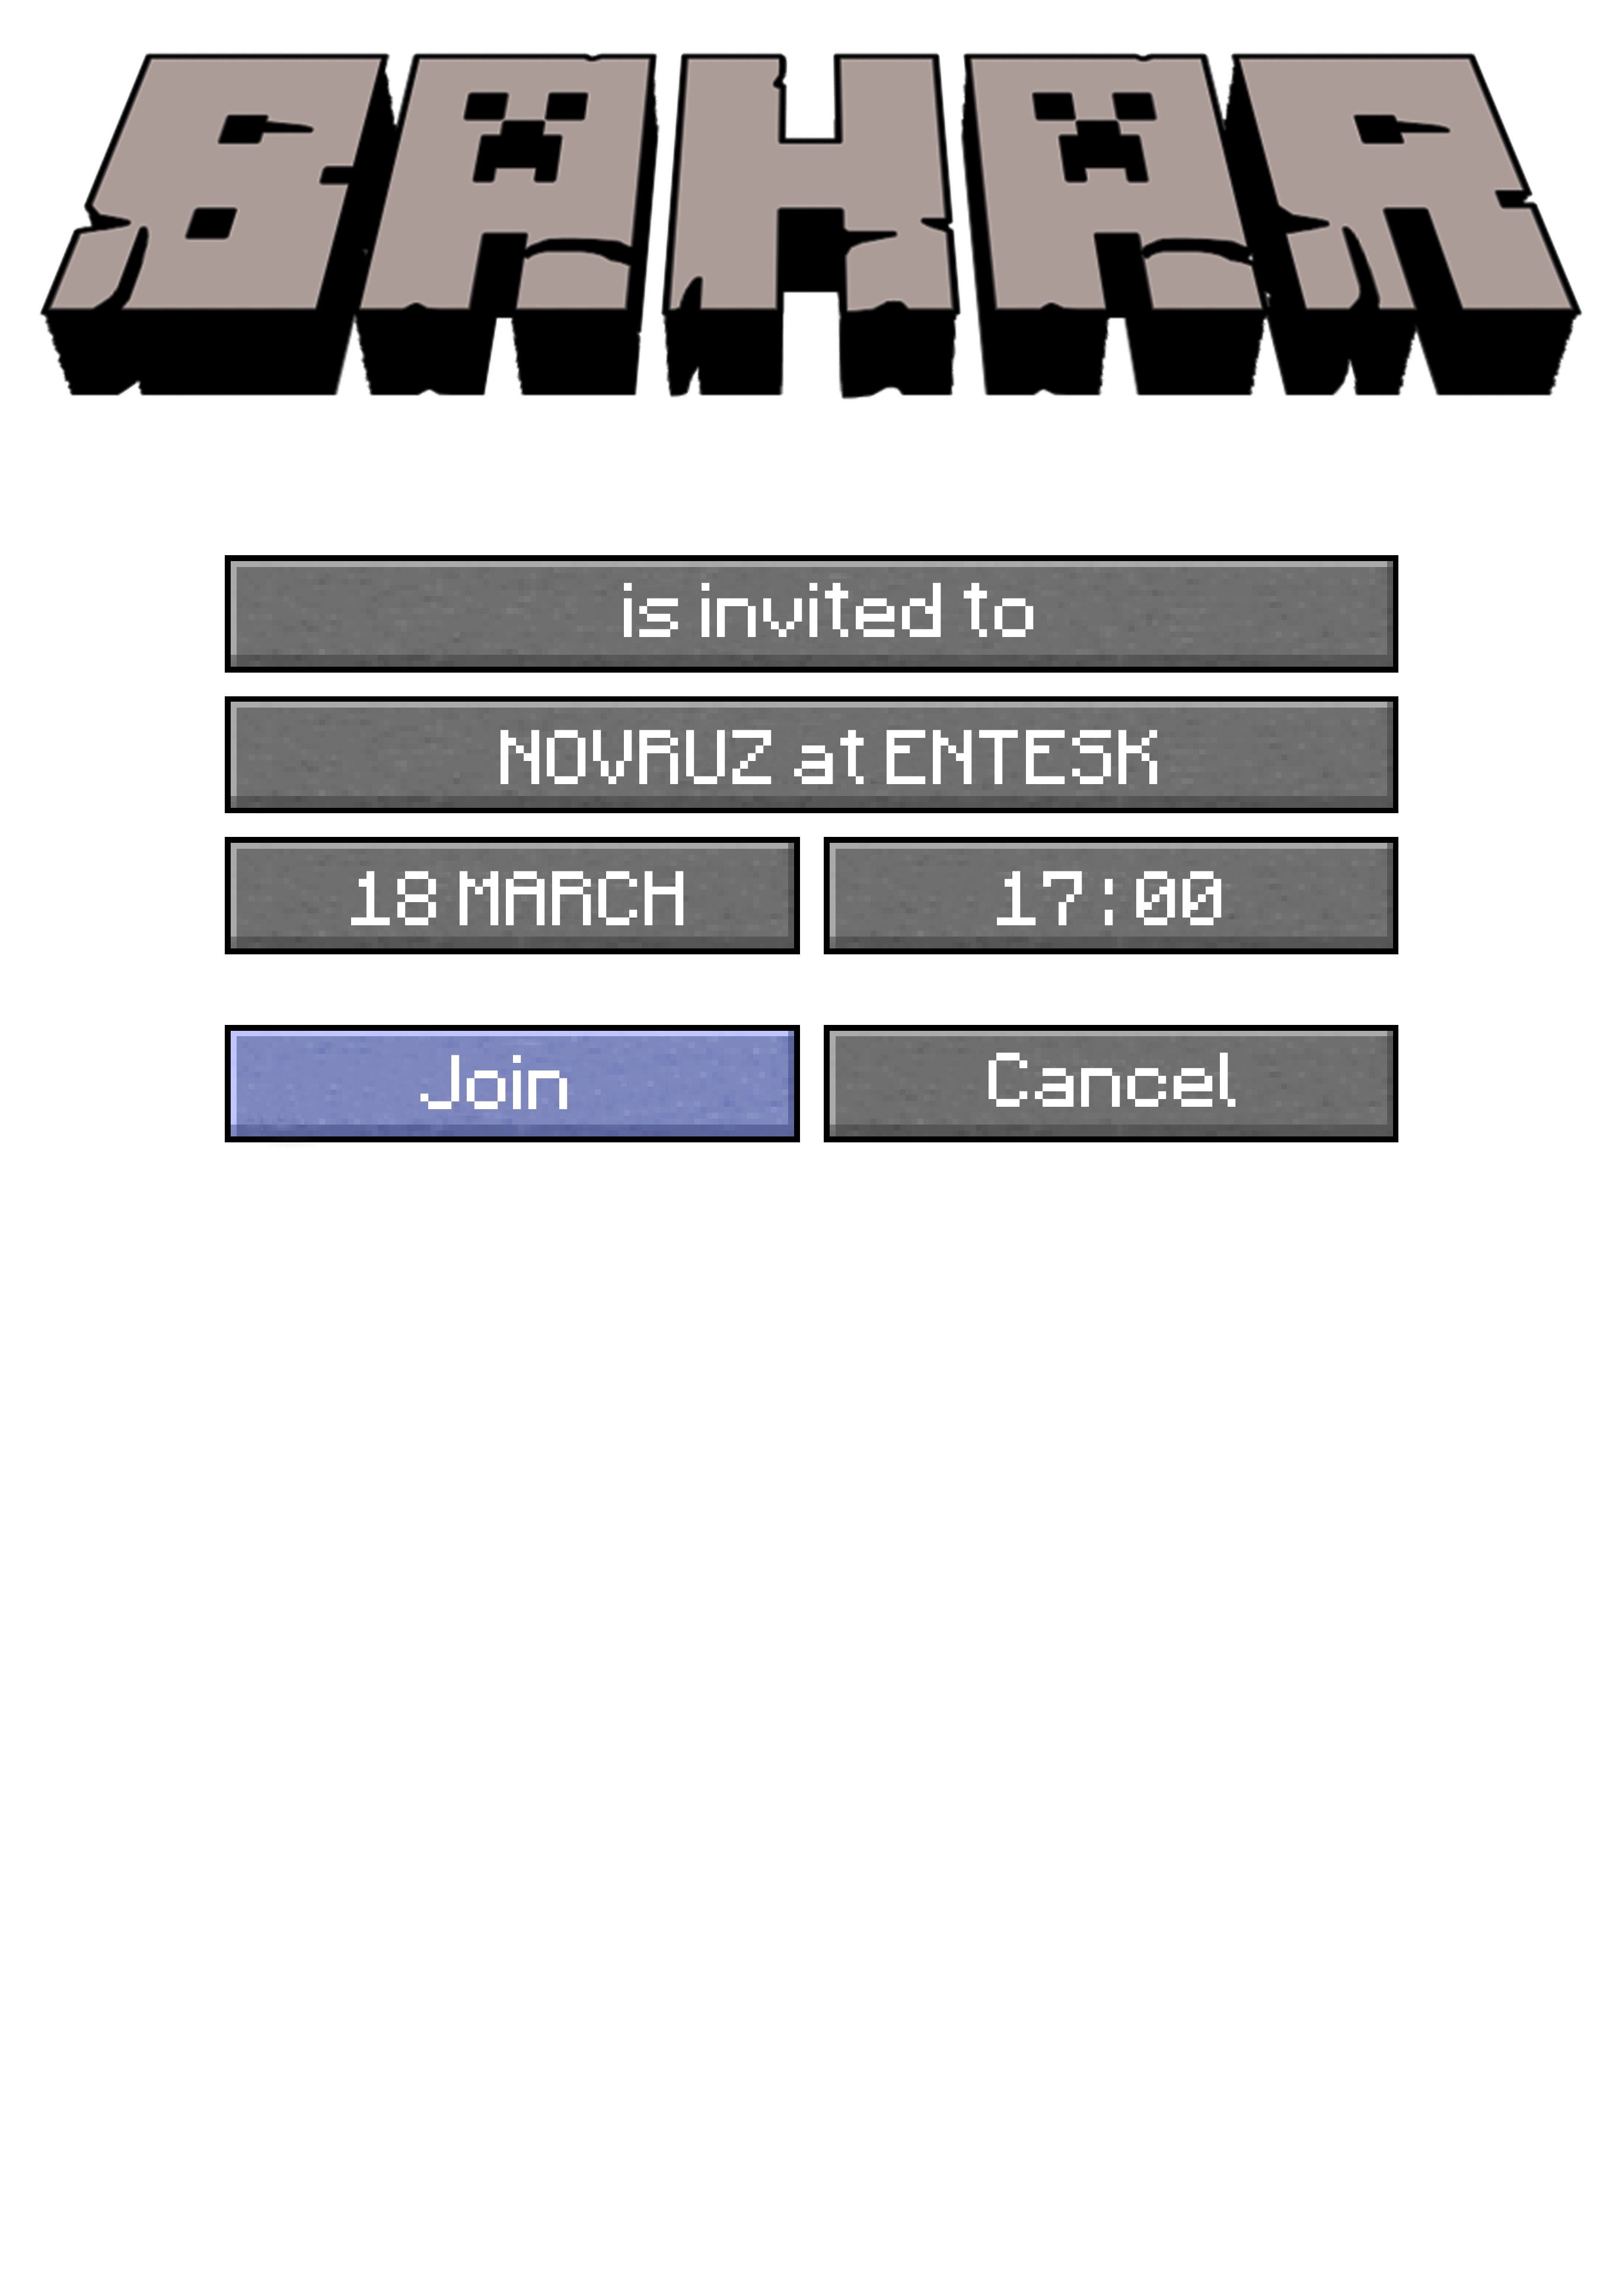 BAHAR
is invited to
NOVRUZ at ENTESK
18 MARCH
17:00
Join
Cancel